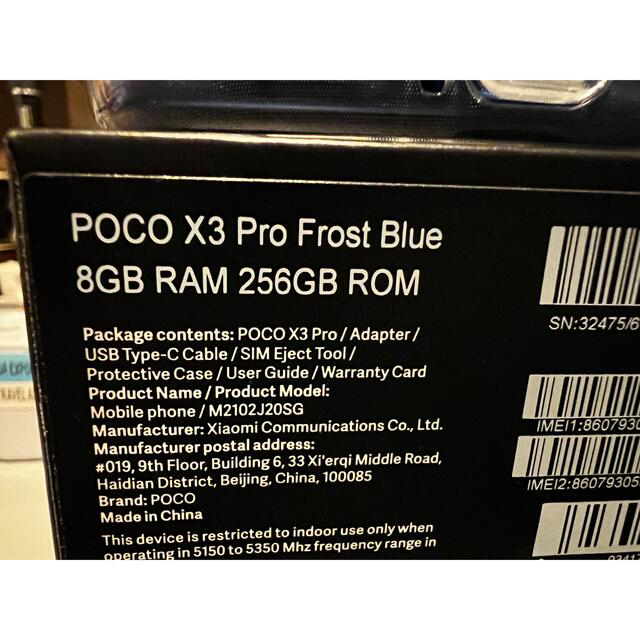 POCO X3 Pro Frost Blue
8GB RAM 256GB ROM
Package contents: POCO X3 Pro / Adapter /
USB Type-C Cable / SIM Eject Tool /
Protective Case / User Guide / Warranty Card
Product Name / Product Model:
Mobile phone / M2102J20SG
Manufacturer: Xiaomi Communications Co., Ltd.
Manufacturer postal address:
#019, 9th Floor, Building 6, 33 Xi'erqi Middle Road,
Haidian District, Beijing, China, 100085
Brand: POCO
Made in China
This device is restricted to indoor use only when
operating in 5150 to 5350 Mhz frequency range in
SN:32475/6
IMEI1:8607930
IMEI2:86079305